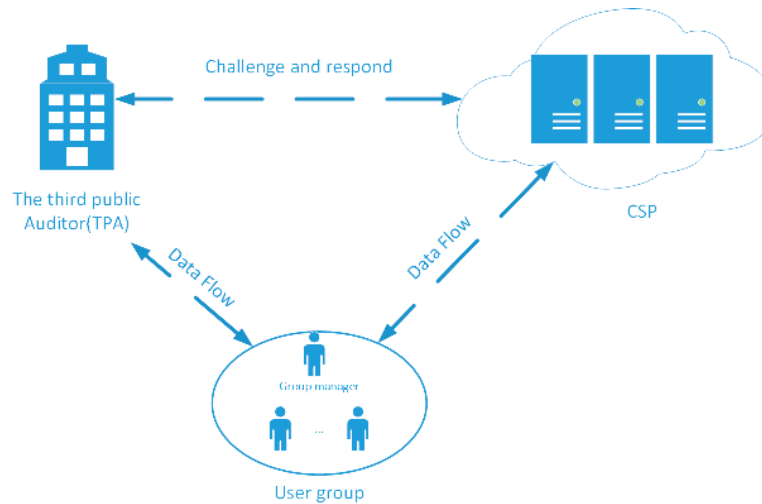 Challenge and respond
The third public
Auditor(TPA)
CSP
Data Flow
Data Flow
Group manager
...
User group